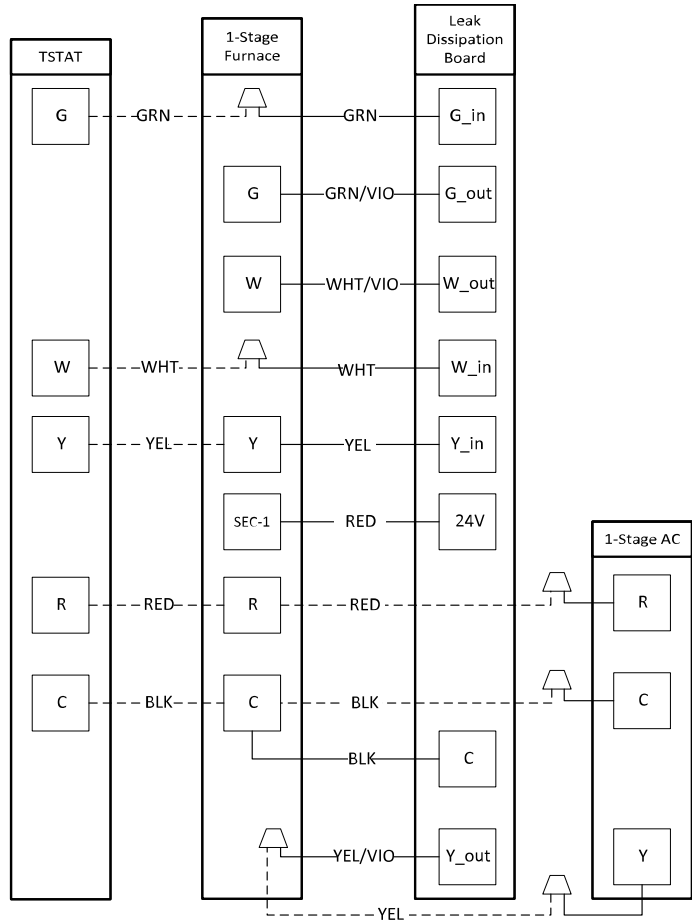 TSTAT
1-Stage
Furnace
Leak
Dissipation
Board
G GRN GRN G_in
G GRN/VIO G_out
W WHT/VIO W_out
W WHT WHT W_in
Y YEL Y YEL Y_in
SEC-1 RED 24V
1-Stage AC
R RED R RED R
C BLK C BLK C
BLK C
YEL/VIO Y_out Y
YEL